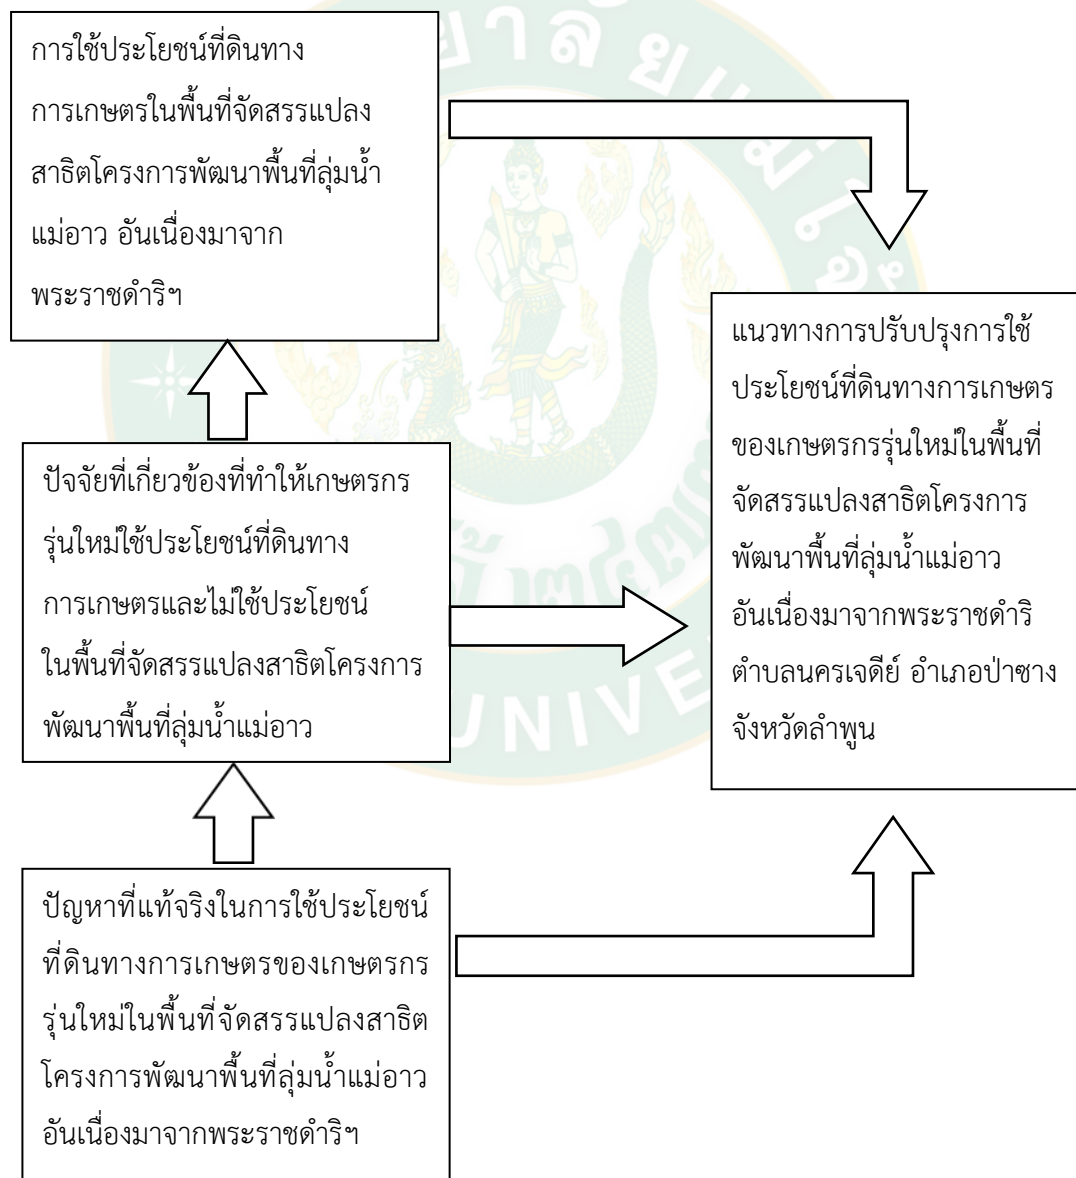 การใช้ประโยชน์ที่ดินทาง
การเกษตรในพื้นที่จัดสรรแปลง
สาธิตโครงการพัฒนาพื้นที่ลุ่มน้ำ
แม่อาว อันเนื่องมาจาก
พระราชดำริฯ
ปัจจัยที่เกี่ยวข้องที่ทำให้เกษตรกร
รุ่นใหม่ใช้ประโยชน์ที่ดินทาง
การเกษตรและไม่ใช้ประโยชน์
ในพื้นที่จัดสรรแปลงสาธิตโครงการ
พัฒนาพื้นที่ลุ่มน้ำแม่อาว
ปัญหาที่แท้จริงในการใช้ประโยชน์
ที่ดินทางการเกษตรของเกษตรกร
รุ่นใหม่ในพื้นที่จัดสรรแปลงสาธิต
โครงการพัฒนาพื้นที่ลุ่มน้ำแม่อาว
อันเนื่องมาจากพระราชดำริฯ
แนวทางการปรับปรุงการใช้
ประโยชน์ที่ดินทางการเกษตร
ของเกษตรกรรุ่นใหม่ในพื้นที่
จัดสรรแปลงสาธิตโครงการ
พัฒนาพื้นที่ลุ่มน้ำแม่อาว
อันเนื่องมาจากพระราชดำริ
ตำบลนครเจดีย์ อำเภอป่าซาง
จังหวัดลำพูน